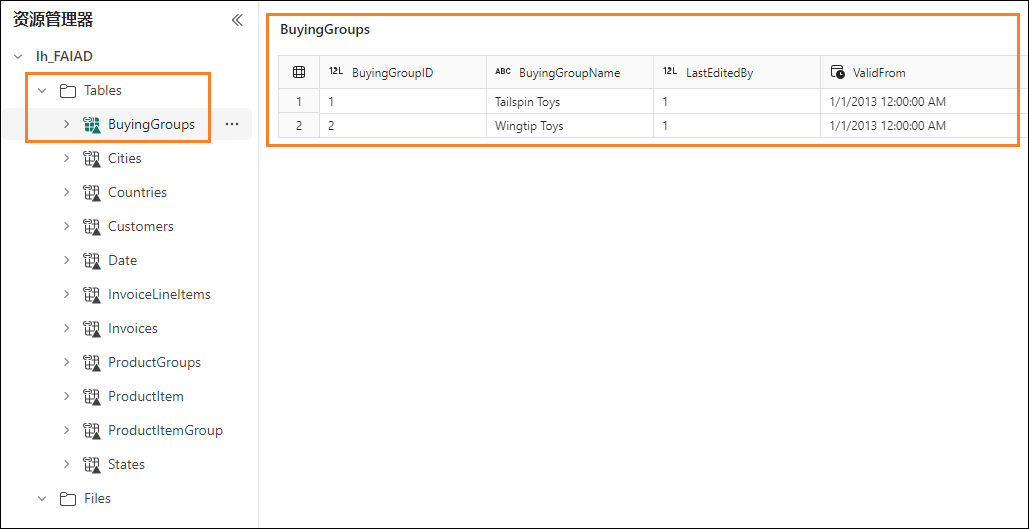 资源管理器
lh_FAIAD
Tables
BuyingGroups
Cities
Countries
Customers
Date
InvoiceLineItems
Invoices
ProductGroups
ProductItem
ProductItemGroup
States
Files
BuyingGroups
12L BuyingGroupID ABC BuyingGroupName 12L LastEditedBy ValidFrom
1 1 Tailspin Toys 1 1/1/2013 12:00:00 AM
2 2 Wingtip Toys 1 1/1/2013 12:00:00 AM